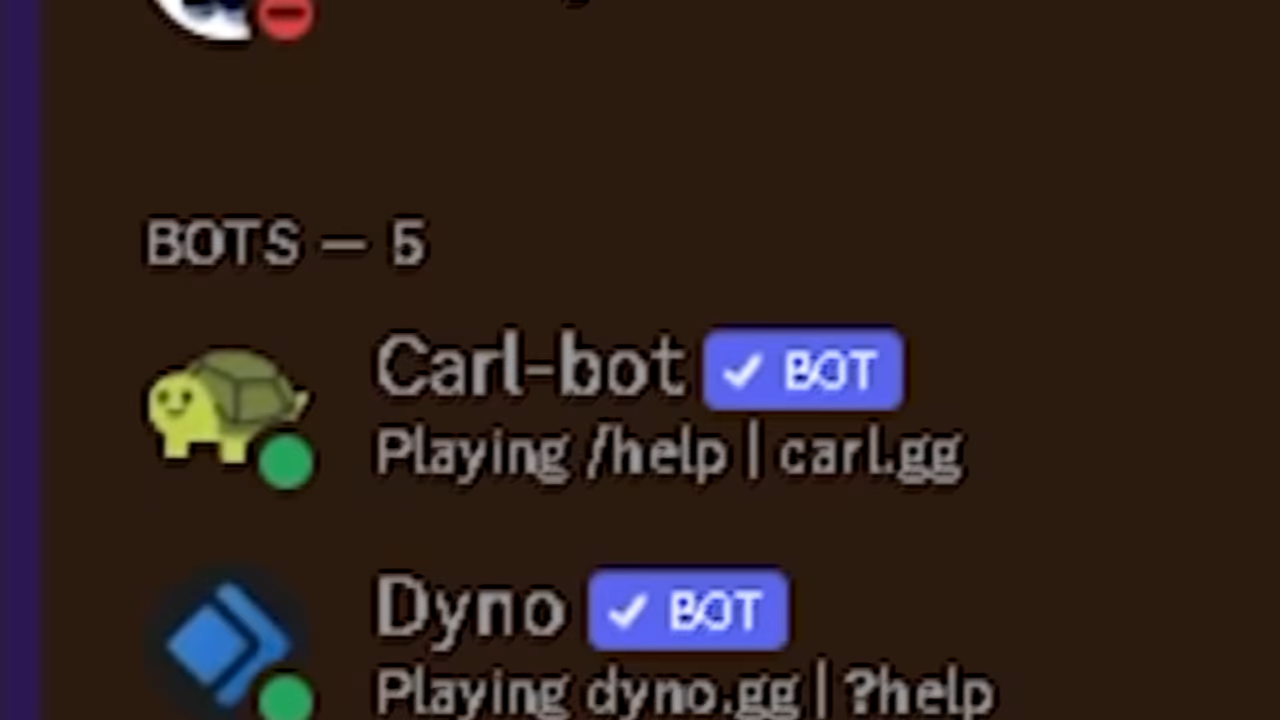 BOTS — 5
Carl-bot ✓ BOT
Playing /help | carl.gg
Dyno ✓ BOT
Playing dyno.gg | ?help